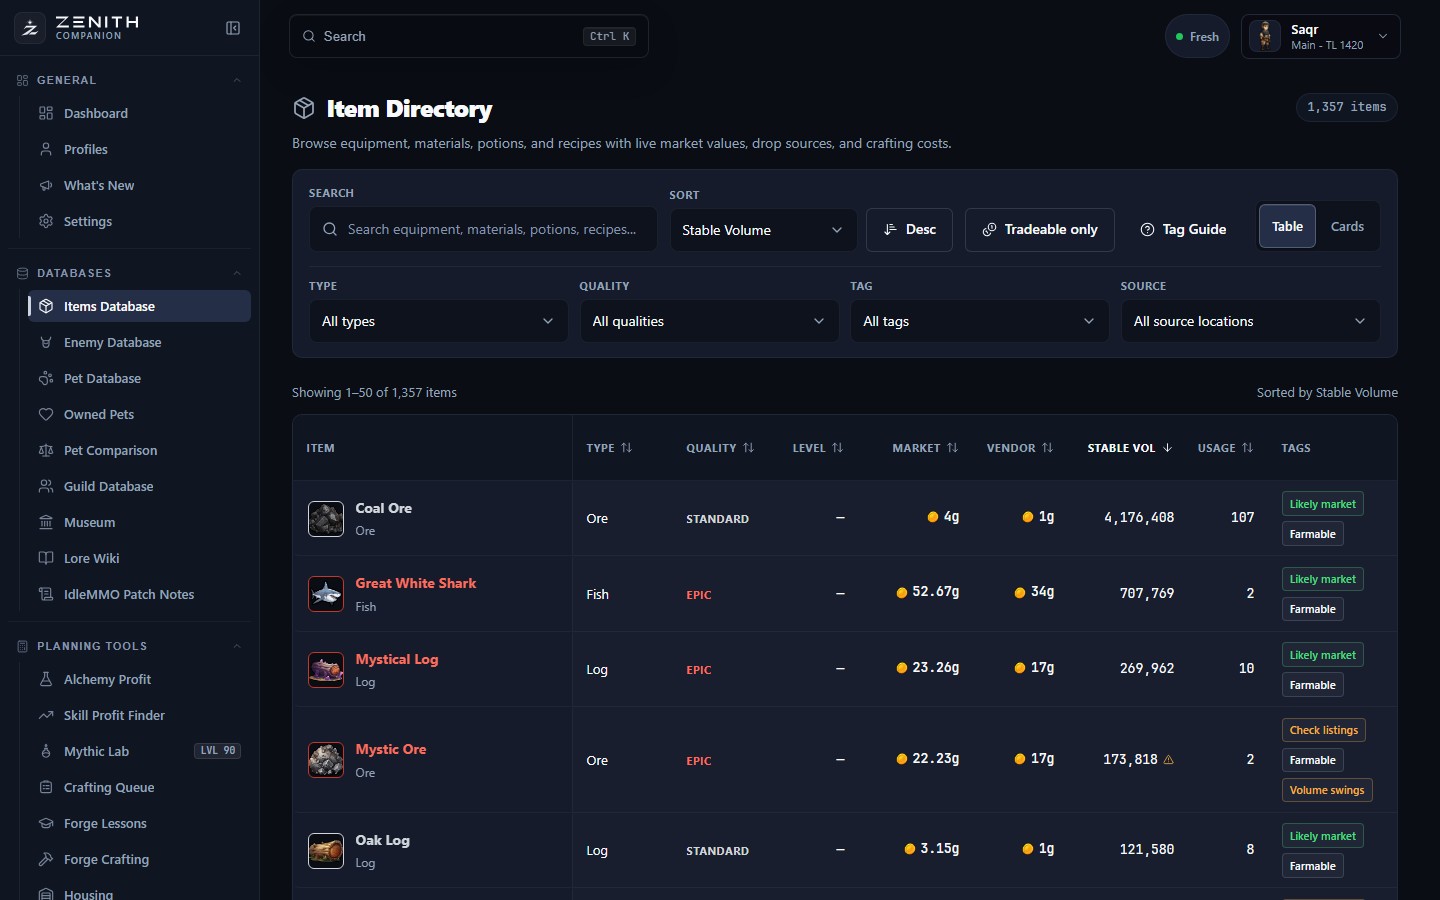 ZENITH
COMPANION
Search
Ctrl K
Fresh
Saqr
Main - TL 1420
GENERAL
Dashboard
Profiles
What's New
Settings
DATABASES
Items Database
Enemy Database
Pet Database
Owned Pets
Pet Comparison
Guild Database
Museum
Lore Wiki
IdleMMO Patch Notes
PLANNING TOOLS
Alchemy Profit
Skill Profit Finder
Mythic Lab LVL 90
Crafting Queue
Forge Lessons
Forge Crafting
Housing
Item Directory
1,357 items
Browse equipment, materials, potions, and recipes with live market values, drop sources, and crafting costs.
SEARCH SORT
Search equipment, materials, potions, recipes... Stable Volume Desc Tradeable only Tag Guide Table Cards
TYPE QUALITY TAG SOURCE
All types All qualities All tags All source locations
Showing 1–50 of 1,357 items Sorted by Stable Volume
ITEM TYPE QUALITY LEVEL MARKET VENDOR STABLE VOL USAGE TAGS
Coal Ore
Ore
Ore STANDARD — 4g 1g 4,176,408 107
Likely market
Farmable
Great White Shark
Fish
Fish EPIC — 52.67g 34g 707,769 2
Likely market
Farmable
Mystical Log
Log
Log EPIC — 23.26g 17g 269,962 10
Likely market
Farmable
Mystic Ore
Ore
Ore EPIC — 22.23g 17g 173,818 2
Check listings
Farmable
Volume swings
Oak Log
Log
Log STANDARD — 3.15g 1g 121,580 8
Likely market
Farmable